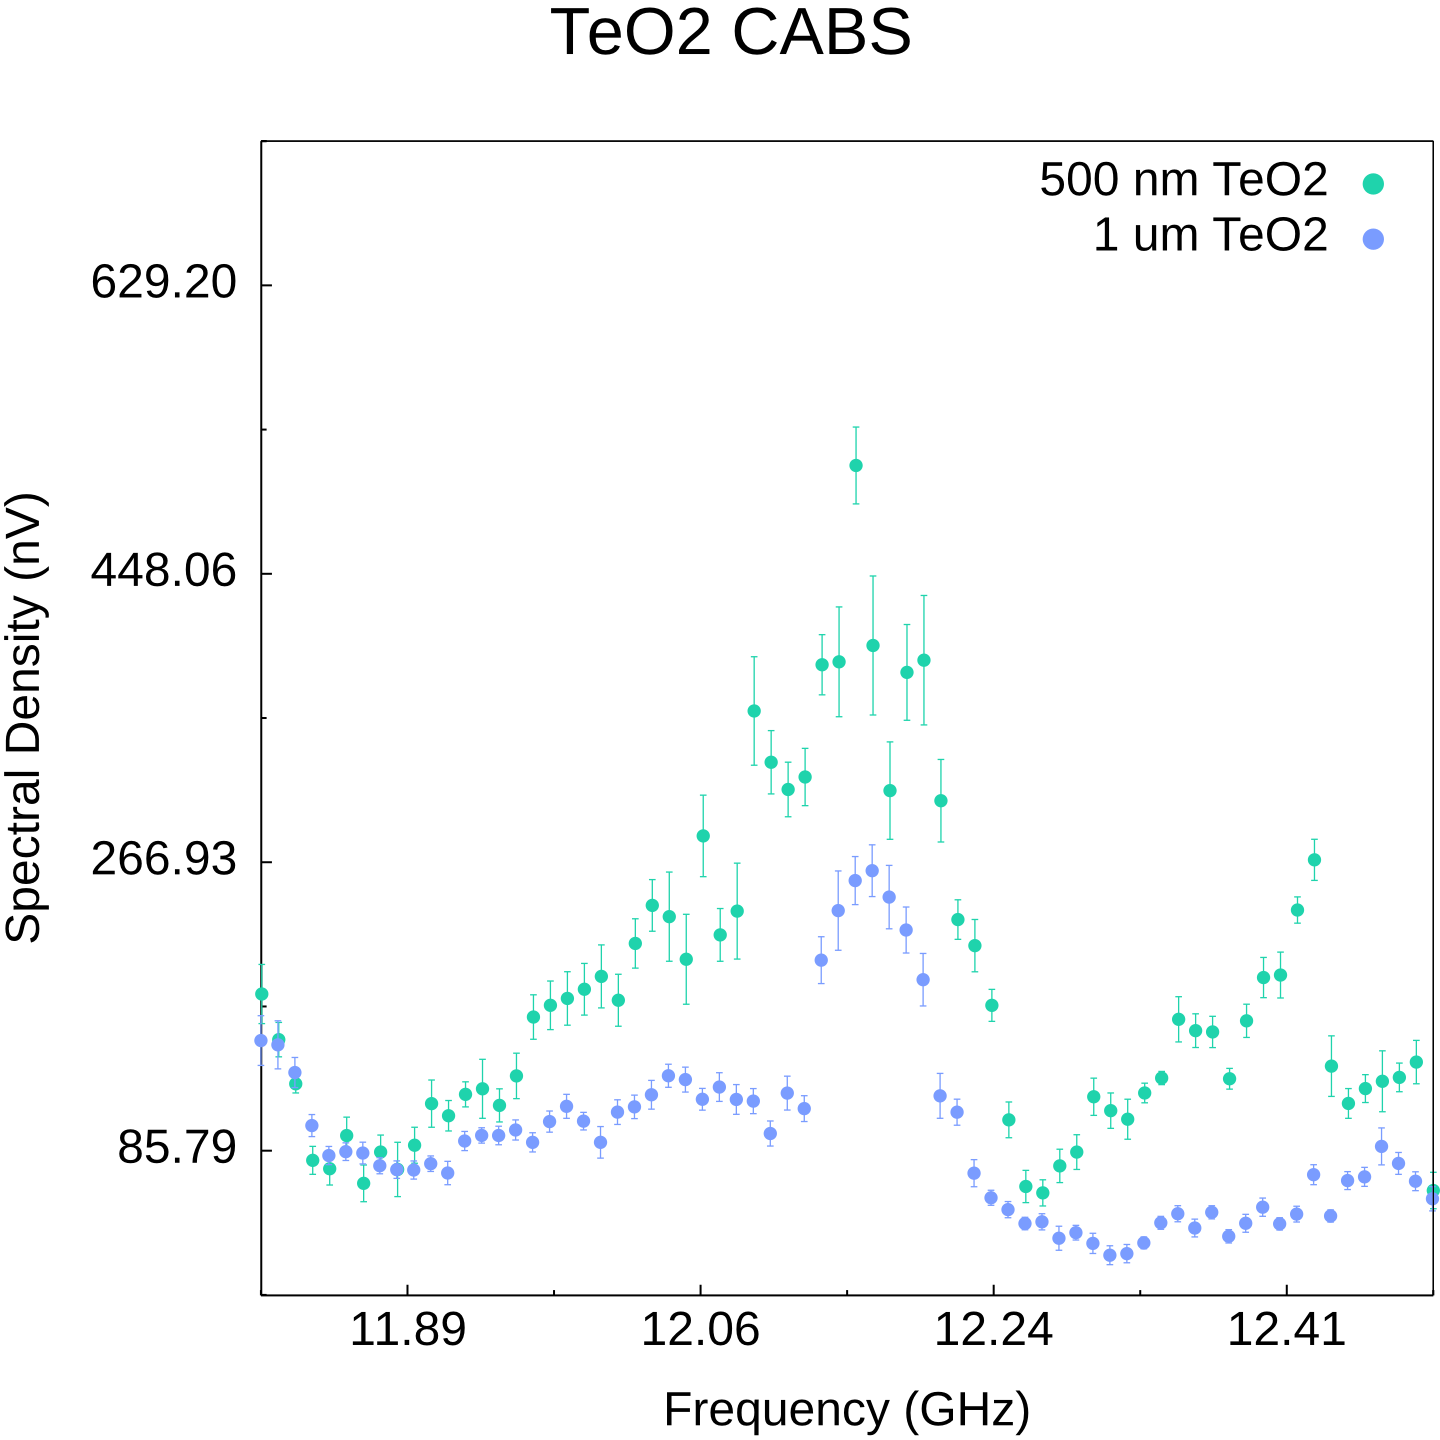 TeO2 CABS
500 nm TeO2
1 um TeO2
629.20
448.06
266.93
85.79
Spectral Density (nV)
11.89 12.06 12.24 12.41
Frequency (GHz)